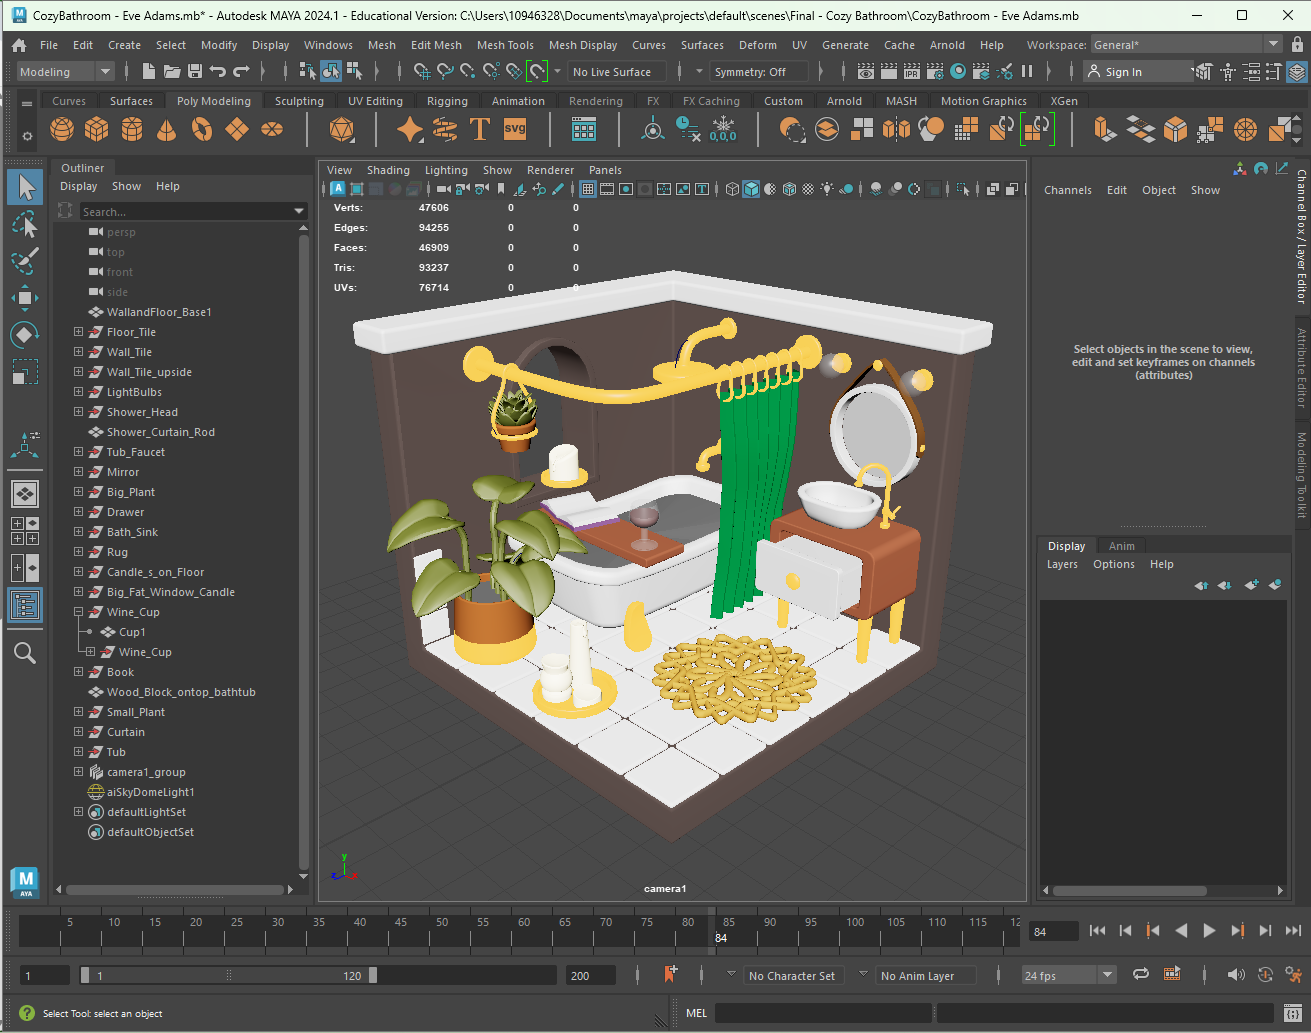 CozyBathroom - Eve Adams.mb* - Autodesk MAYA 2024.1 - Educational Version: C:\Users\10946328\Documents\maya\projects\default\scenes\Final - Cozy Bathroom\CozyBathroom - Eve Adams.mb
File Edit Create Select Modify Display Windows Mesh Edit Mesh Mesh Tools Mesh Display Curves Surfaces Deform UV Generate Cache Arnold Help Workspace: General*
Modeling No Live Surface Symmetry: Off IPR Sign In
Curves Surfaces Poly Modeling Sculpting UV Editing Rigging Animation Rendering FX FX Caching Custom Arnold MASH Motion Graphics XGen
T SVG 0,0,0
Outliner
Display Show Help
Search...
persp
top
front
side
WallandFloor_Base1
Floor_Tile
Wall_Tile
Wall_Tile_upside
LightBulbs
Shower_Head
Shower_Curtain_Rod
Tub_Faucet
Mirror
Big_Plant
Drawer
Bath_Sink
Rug
Candle_s_on_Floor
Big_Fat_Window_Candle
Wine_Cup
Cup1
Wine_Cup
Book
Wood_Block_ontop_bathtub
Small_Plant
Curtain
Tub
camera1_group
aiSkyDomeLight1
defaultLightSet
defaultObjectSet
M
AYA
View Shading Lighting Show Renderer Panels
Verts: 47606 0 0
Edges: 94255 0 0
Faces: 46909 0 0
Tris: 93237 0 0
UVs: 76714 0 0
y
camera1
Channels Edit Object Show
Select objects in the scene to view,
edit and set keyframes on channels
(attributes)
Channel Box / Layer Editor
Attribute Editor
Modeling Toolkit
Display Anim
Layers Options Help
5 10 15 20 25 30 35 40 45 50 55 60 65 70 75 80 85 90 95 100 105 110 115 12
84
84
1 1 120 200 No Character Set No Anim Layer 24 fps
Select Tool: select an object MEL